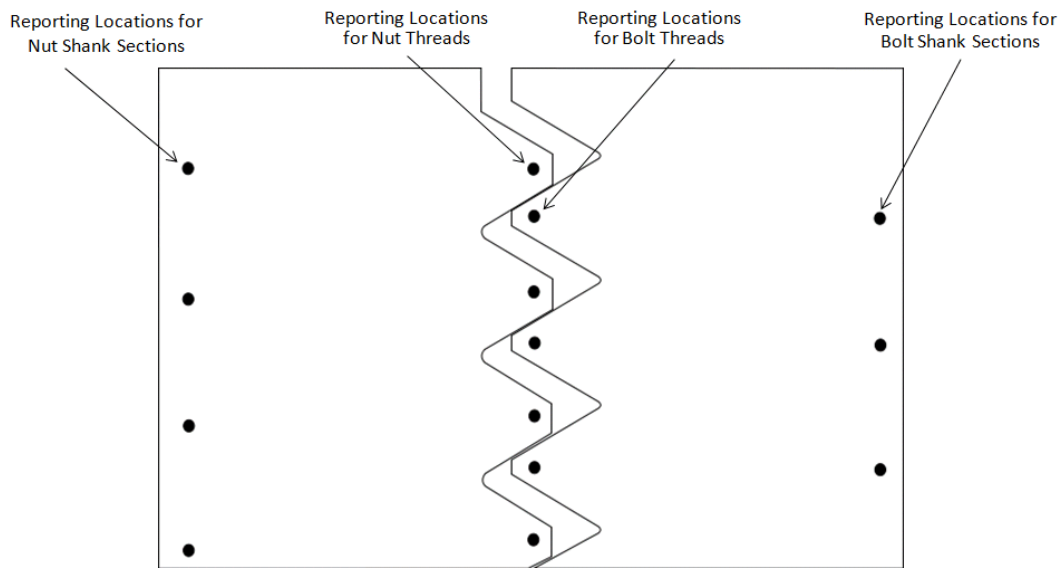 Reporting Locations for
Nut Shank Sections
Reporting Locations
for Nut Threads
Reporting Locations
for Bolt Threads
Reporting Locations for
Bolt Shank Sections